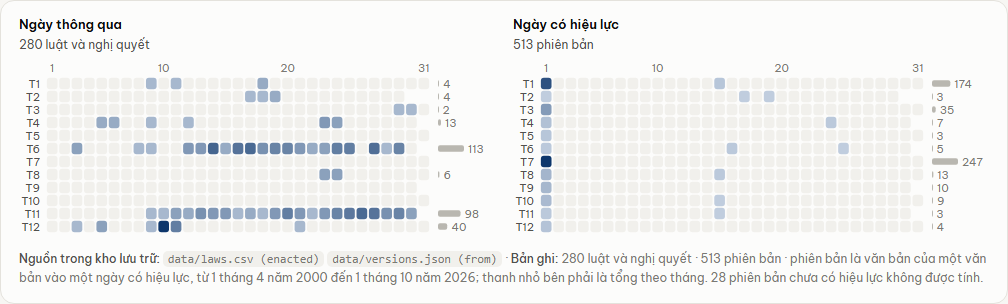 Ngày thông qua
280 luật và nghị quyết
1 10 20 31
T1 4
T2 4
T3 2
T4 13
T5
T6 113
T7
T8 6
T9
T10
T11 98
T12 40
Ngày có hiệu lực
513 phiên bản
1 10 20 31
T1 174
T2 3
T3 35
T4 7
T5 3
T6 5
T7 247
T8 13
T9 10
T10 9
T11 3
T12 4
Nguồn trong kho lưu trữ: data/laws.csv (enacted) data/versions.json (from) · Bản ghi: 280 luật và nghị quyết · 513 phiên bản · phiên bản là văn bản của một văn
bản vào một ngày có hiệu lực, từ 1 tháng 4 năm 2000 đến 1 tháng 10 năm 2026; thanh nhỏ bên phải là tổng theo tháng. 28 phiên bản chưa có hiệu lực không được tính.